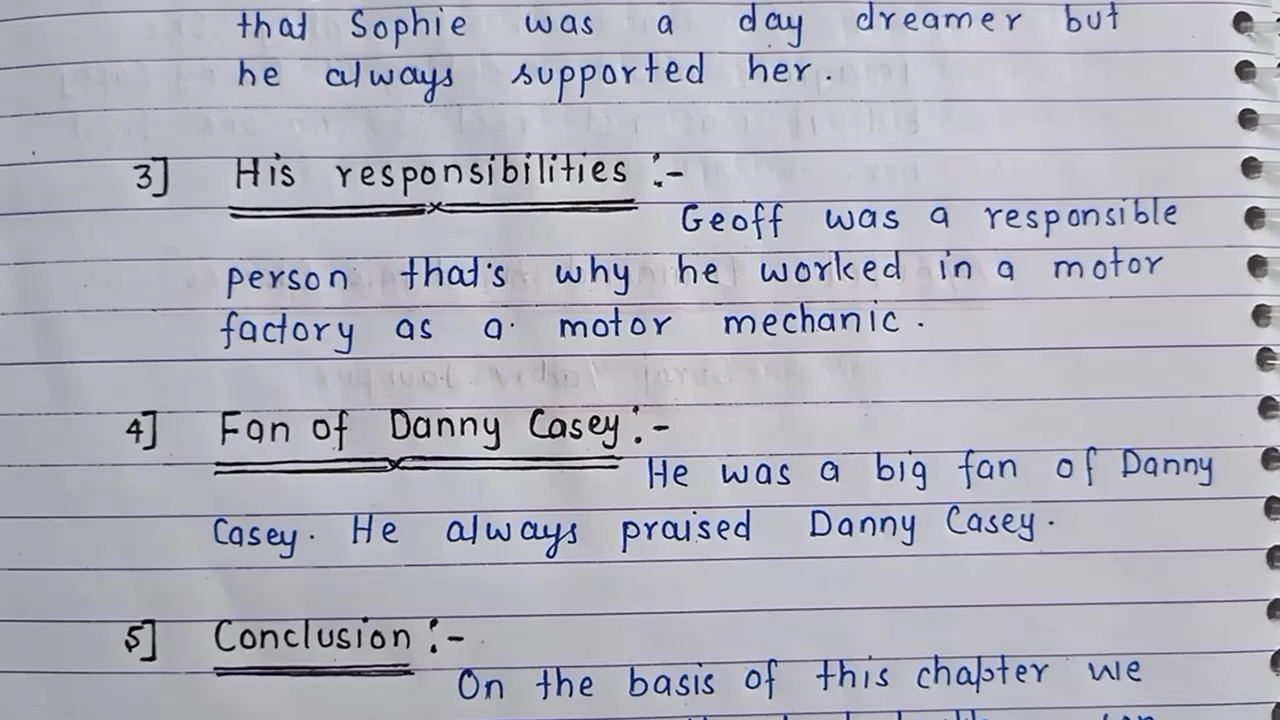 that Sophie was a day dreamer but
he always supported her.
3] His responsibilities :-
Geoff was a responsible
person that's why he worked in a motor
factory as a motor mechanic.
4] Fan of Danny Casey :-
He was a big fan of Danny
Casey. He always praised Danny Casey.
5] Conclusion :-
On the basis of this chapter we